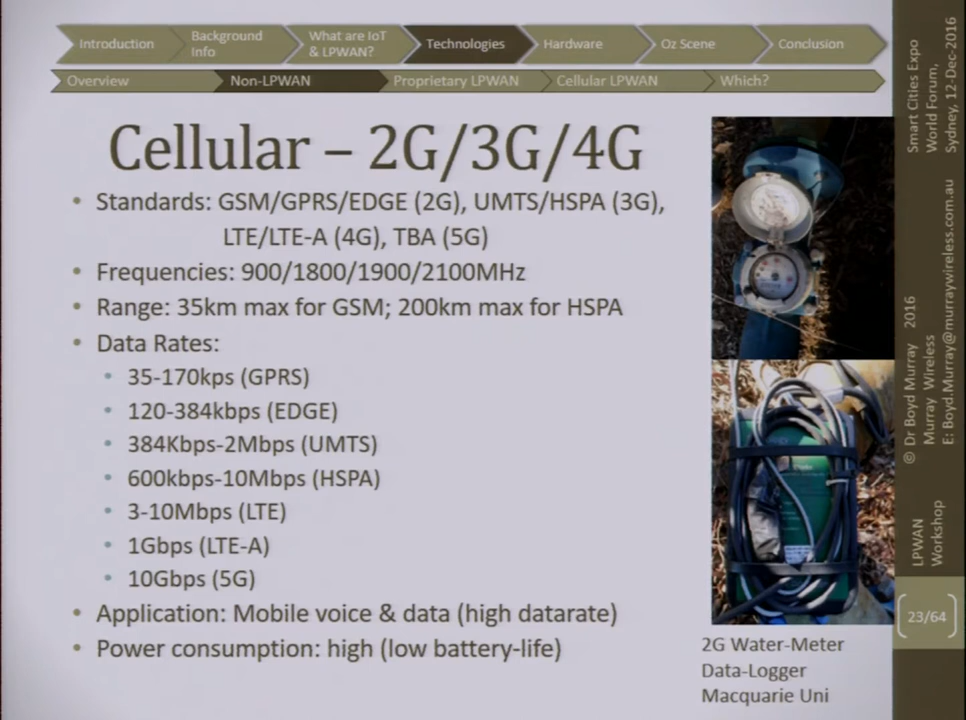 Introduction
Background
Info
What are IoT
& LPWAN?
Technologies
Hardware
Oz Scene
Conclusion
Overview
Non-LPWAN
Proprietary LPWAN
Cellular LPWAN
Which?
Cellular – 2G/3G/4G
• Standards: GSM/GPRS/EDGE (2G), UMTS/HSPA (3G),
LTE/LTE-A (4G), TBA (5G)
• Frequencies: 900/1800/1900/2100MHz
• Range: 35km max for GSM; 200km max for HSPA
• Data Rates:
• 35-170kps (GPRS)
• 120-384kbps (EDGE)
• 384Kbps-2Mbps (UMTS)
• 600kbps-10Mbps (HSPA)
• 3-10Mbps (LTE)
• 1Gbps (LTE-A)
• 10Gbps (5G)
• Application: Mobile voice & data (high datarate)
• Power consumption: high (low battery-life)
2G Water-Meter
Data-Logger
Macquarie Uni
Smart Cities Expo
World Forum,
Sydney, 12-Dec-2016
© Dr Boyd Murray 2016
Murray Wireless
E: Boyd.Murray@murraywireless.com.au
LPWAN
Workshop
23/64